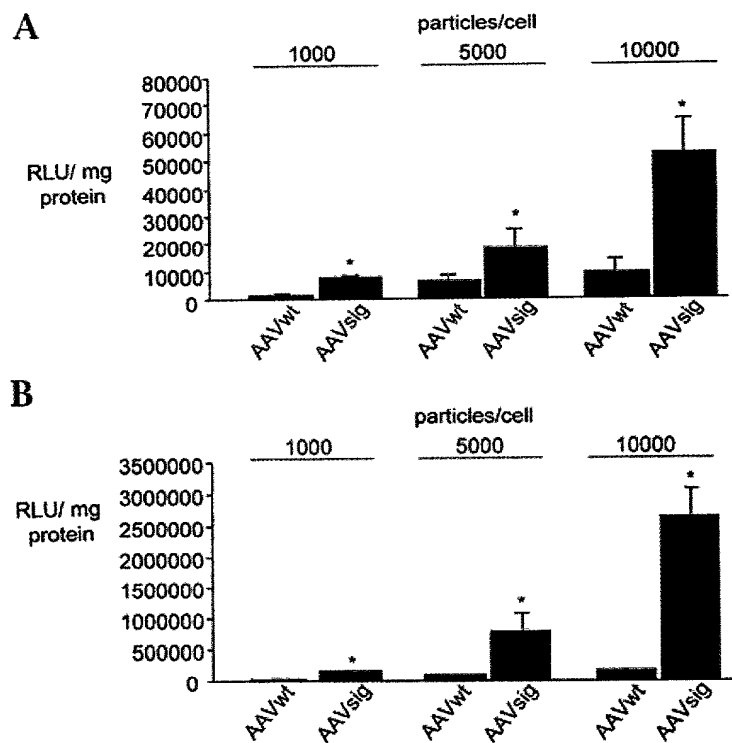 A
particles/cell
1000 5000 10000
80000
70000
60000
50000
40000
30000
20000
10000
0
RLU/ mg
protein
*
*
*
AAVwt AAVsig AAVwt AAVsig AAVwt AAVsig
B
particles/cell
1000 5000 10000
3500000
3000000
2500000
2000000
1500000
1000000
500000
0
RLU/ mg
protein
*
*
*
AAVwt AAVsig AAVwt AAVsig AAVwt AAVsig